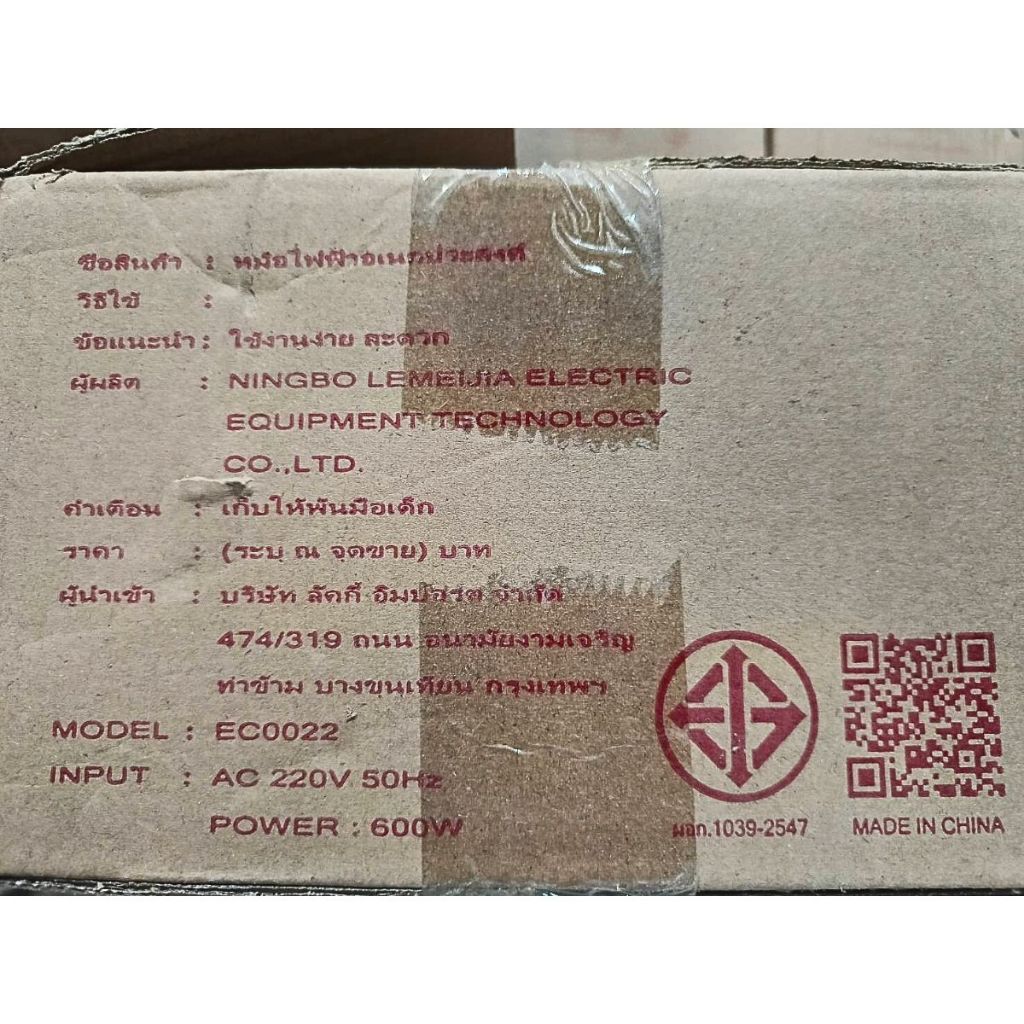 ชื่อสินค้า : หม้อไฟฟ้าอเนกประสงค์
วิธีใช้ :
ข้อแนะนำ : ใช้งานง่าย สะดวก
ผู้ผลิต : NINGBO LEMEIJIA ELECTRIC
EQUIPMENT TECHNOLOGY
CO.,LTD.
คำเตือน : เก็บให้พ้นมือเด็ก
ราคา : (ระบุ ณ จุดขาย) บาท
ผู้นำเข้า : บริษัท ลัคกี้ อิมปอร์ต จำกัด
474/319 ถนน อนามัยงามเจริญ
ท่าข้าม บางขุนเทียน กรุงเทพฯ
MODEL : EC0022
INPUT : AC 220V 50Hz
POWER : 600W
มอก.1039-2547
MADE IN CHINA